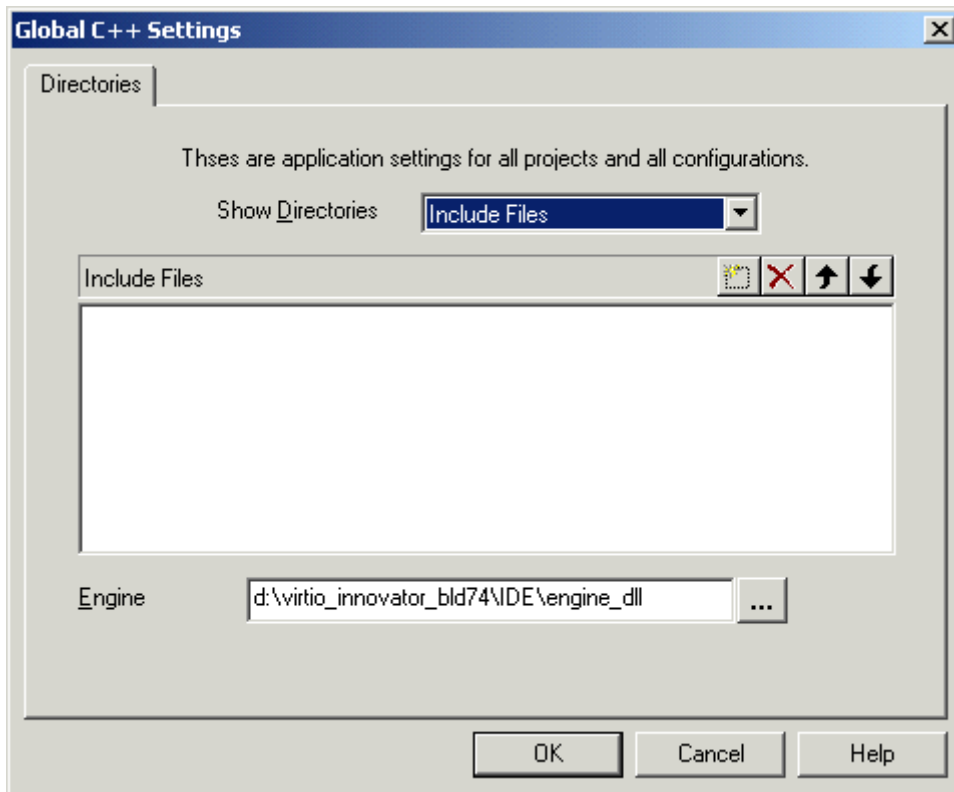 Global C++ Settings
Directories
Thses are application settings for all projects and all configurations.
Show Directories Include Files
Include Files
Engine d:\virtio_innovator_bld74\IDE\engine_dll ...
OK Cancel Help